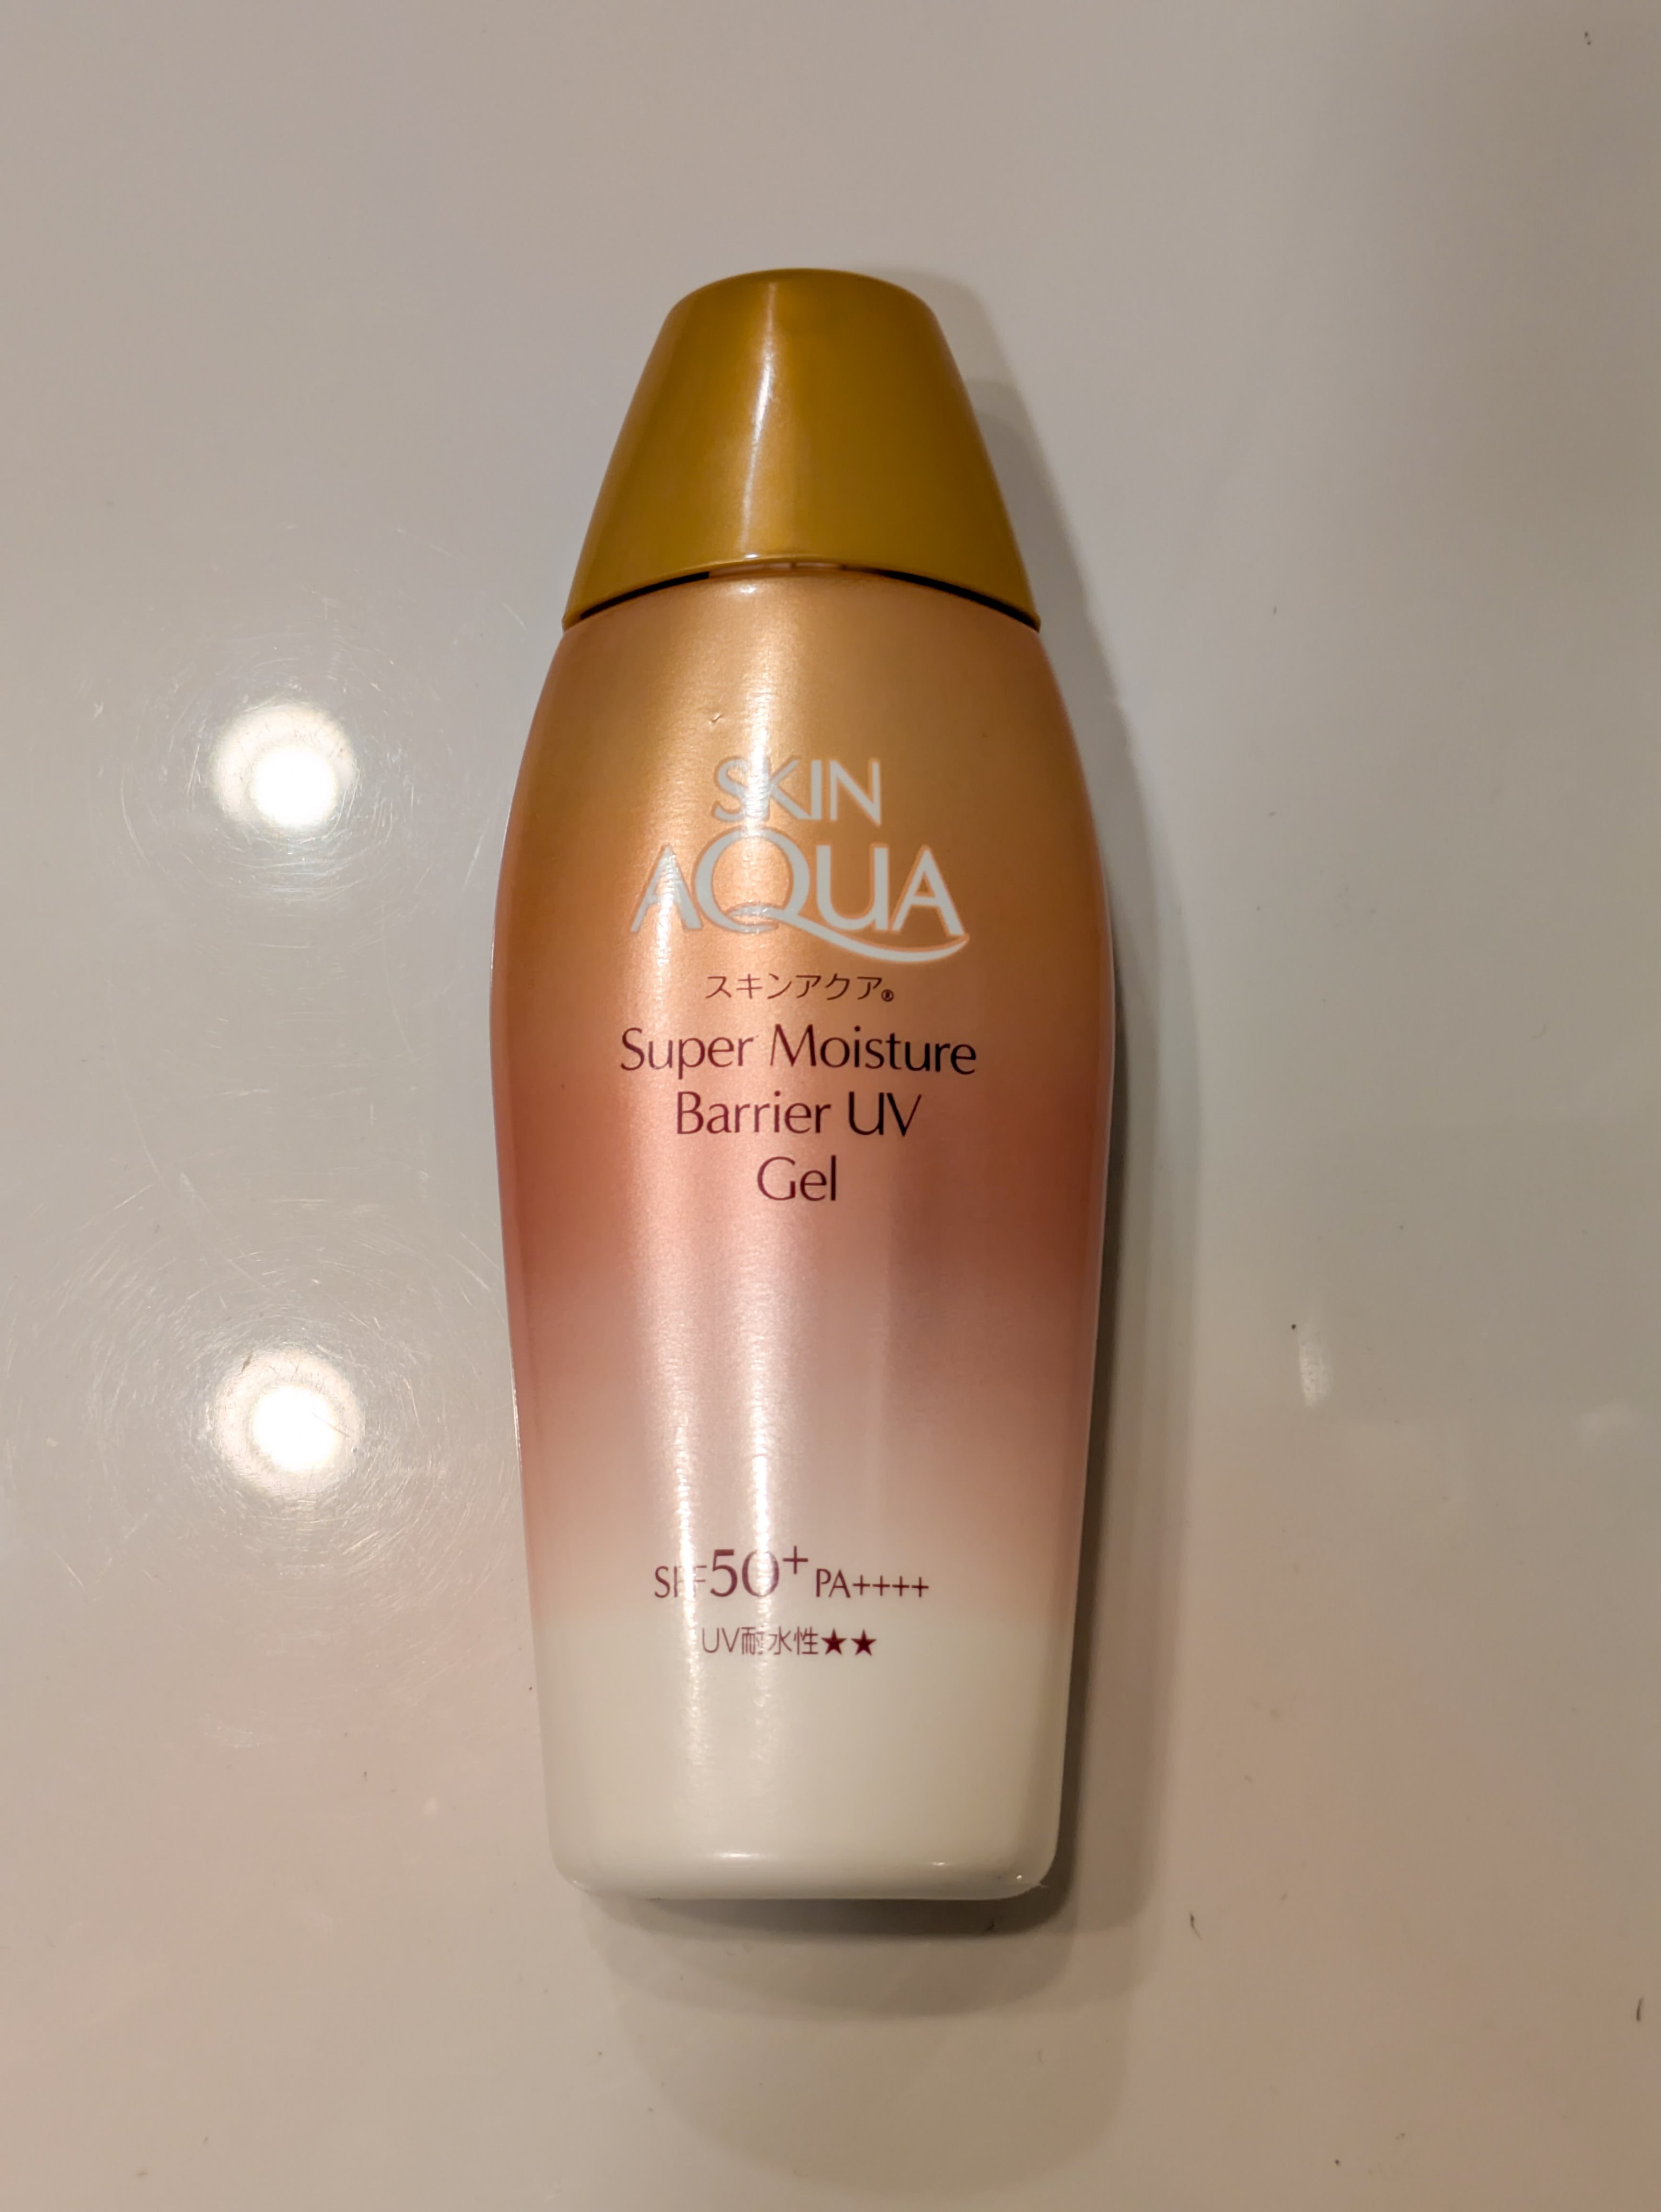 SKIN
AQUA
スキンアクア®
Super Moisture
Barrier UV
Gel
SPF50+ PA++++
UV耐水性★★